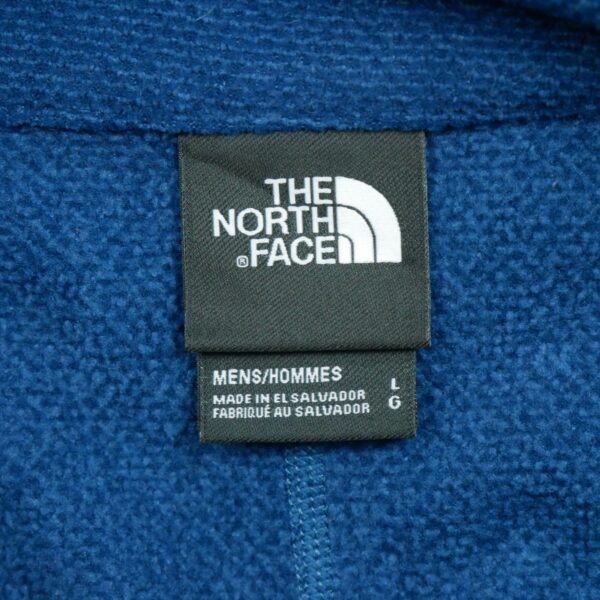 THE
NORTH
® FACE
MENS/HOMMES L
MADE IN EL SALVADOR
FABRIQUÉ AU SALVADOR G